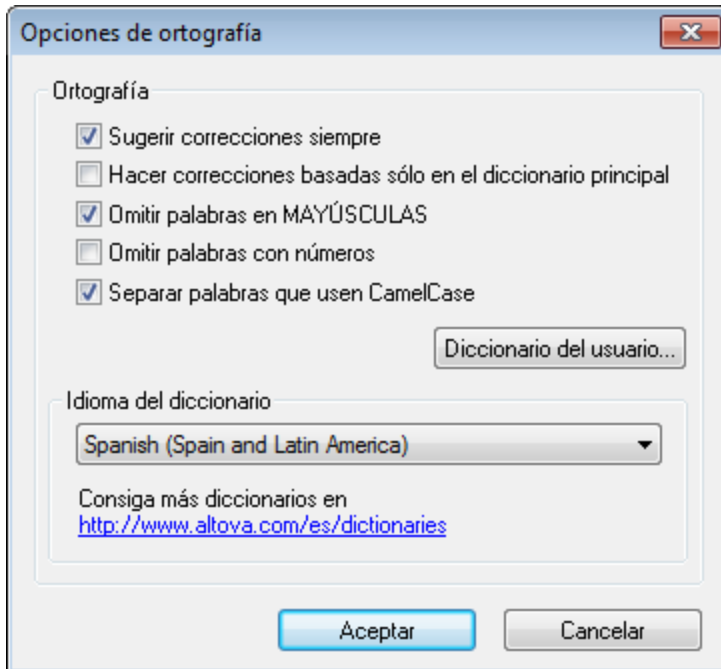 Opciones de ortografía
Ortografía
Sugerir correcciones siempre
Hacer correcciones basadas sólo en el diccionario principal
Omitir palabras en MAYÚSCULAS
Omitir palabras con números
Separar palabras que usen CamelCase
Diccionario del usuario...
Idioma del diccionario
Spanish (Spain and Latin America)
Consiga más diccionarios en
http://www.altova.com/es/dictionaries
Aceptar
Cancelar